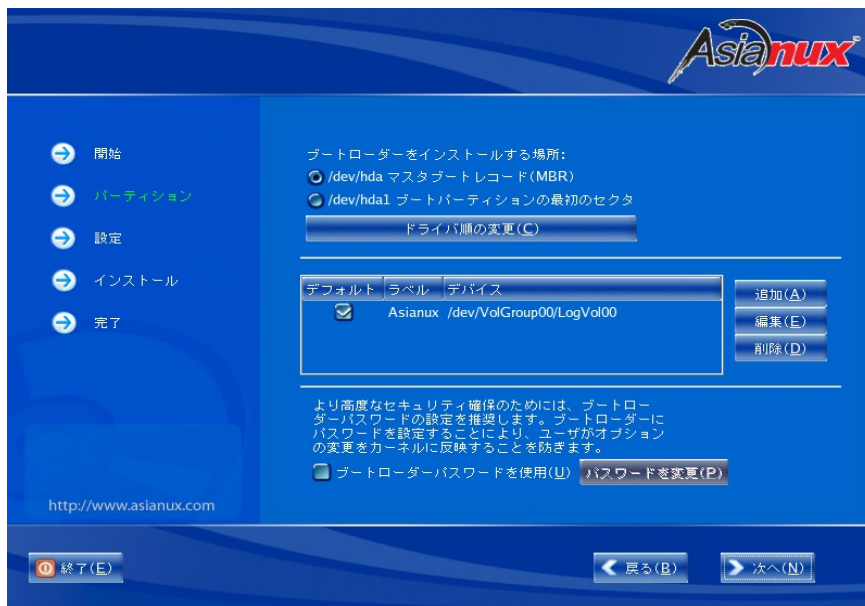 Asianux
開始
パーティション
設定
インストール
完了
http://www.asianux.com
ブートローダーをインストールする場所:
/dev/hda マスタブートレコード(MBR)
/dev/hda1 ブートパーティションの最初のセクタ
ドライバ順の変更(C)
デフォルト ラベル デバイス
Asianux /dev/VolGroup00/LogVol00
追加(A)
編集(E)
削除(D)
より高度なセキュリティ確保のためには、ブートロー
ダーパスワードの設定を推奨します。ブートローダーに
パスワードを設定することにより、ユーザがオプション
の変更をカーネルに反映することを防ぎます。
ブートローダーパスワードを使用(U) パスワードを変更(P)
終了(E)
戻る(B)
次へ(N)